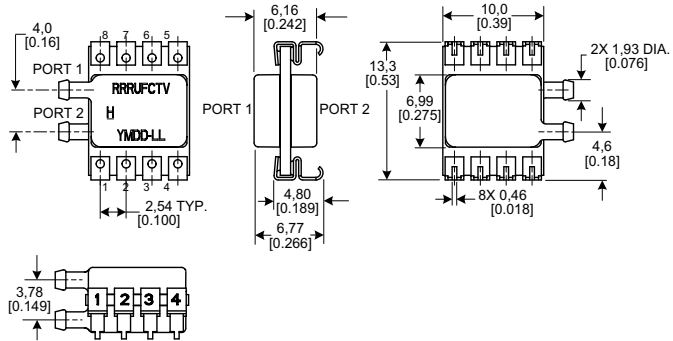 4,0
[0.16]
8 7 6 5
PORT 1
RRRUFCTV
H
PORT 2
YMDD-LL
1 2 3 4
2,54 TYP.
[0.100]
6,16
[0.242]
PORT 1
PORT 2
4,80
[0.189]
6,77
[0.266]
10,0
[0.39]
13,3
[0.53]
6,99
[0.275]
2X 1,93 DIA.
[0.076]
4,6
[0.18]
8X 0,46
[0.018]
3,78
[0.149]
1 2 3 4